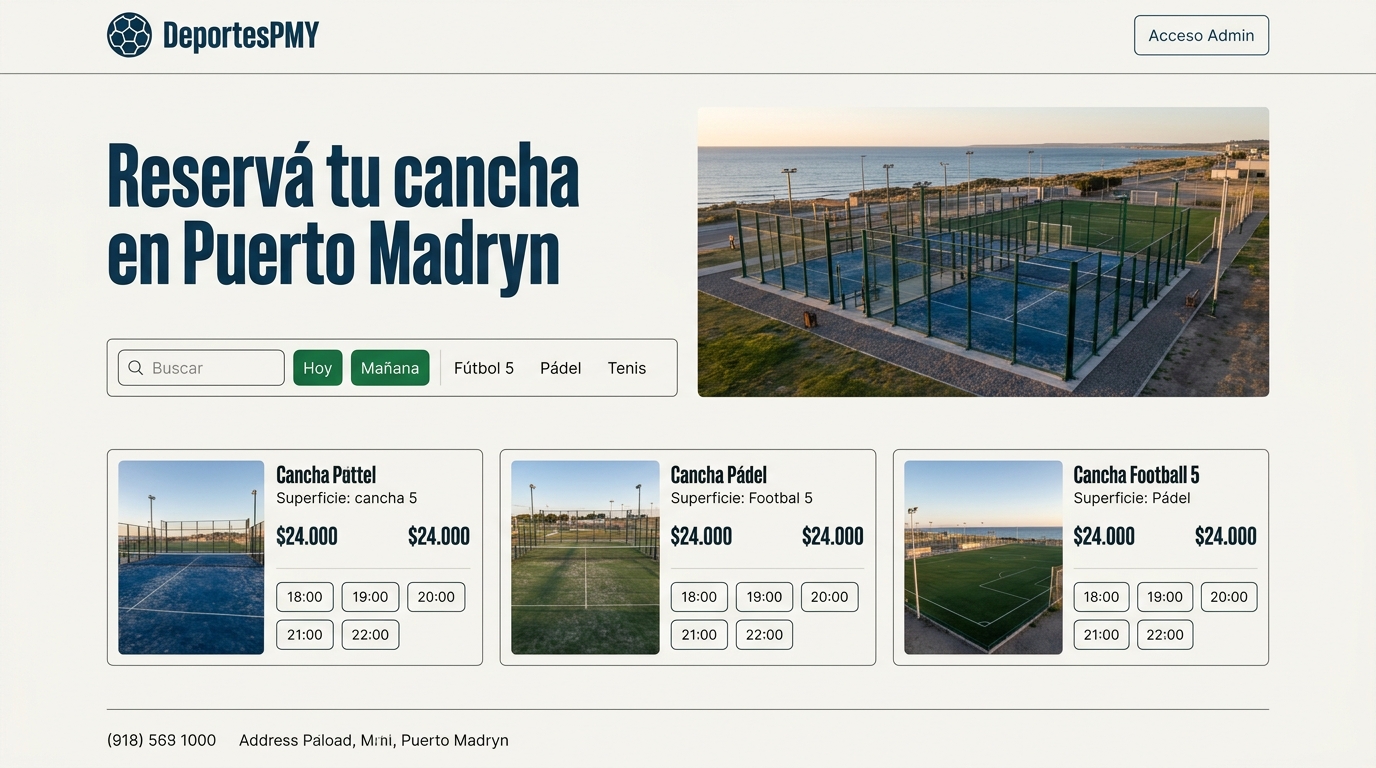 DeportesPMY
Acceso Admin
Reservá tu cancha
en Puerto Madryn
Buscar
Hoy
Mañana
Fútbol 5
Pádel
Tenis
Cancha Pattel
Superficie: cancha 5
$24.000 $24.000
18:00 19:00 20:00
21:00 22:00
Cancha Pádel
Superficie: Footbal 5
$24.000 $24.000
18:00 19:00 20:00
21:00 22:00
Cancha Football 5
Superficie: Pádel
$24.000 $24.000
18:00 19:00 20:00
21:00 22:00
(918) 569 1000 Address Paload, Puerto Madryn